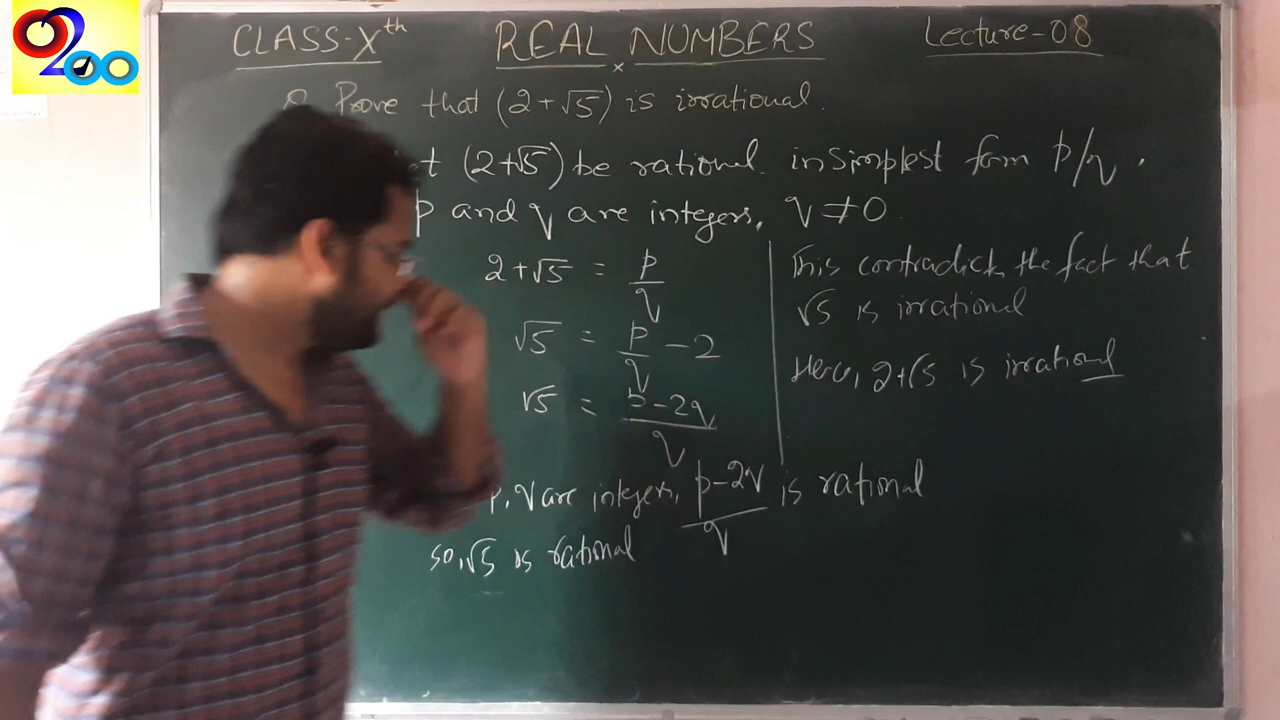 0200
CLASS-Xth REAL NUMBERS Lecture-08
×
Prove that (2+√5) is irrational.
(2+√5) be rational. in simplest form p/q.
p and q are integers, q≠0.
2+√5 = p/q
√5 = p/q - 2
√5 = p-2q/q
p, q are integers, p-2q/q is rational
so, √5 is rational
This contradicts the fact that
√5 is irrational
Hence, 2+√5 is irrational